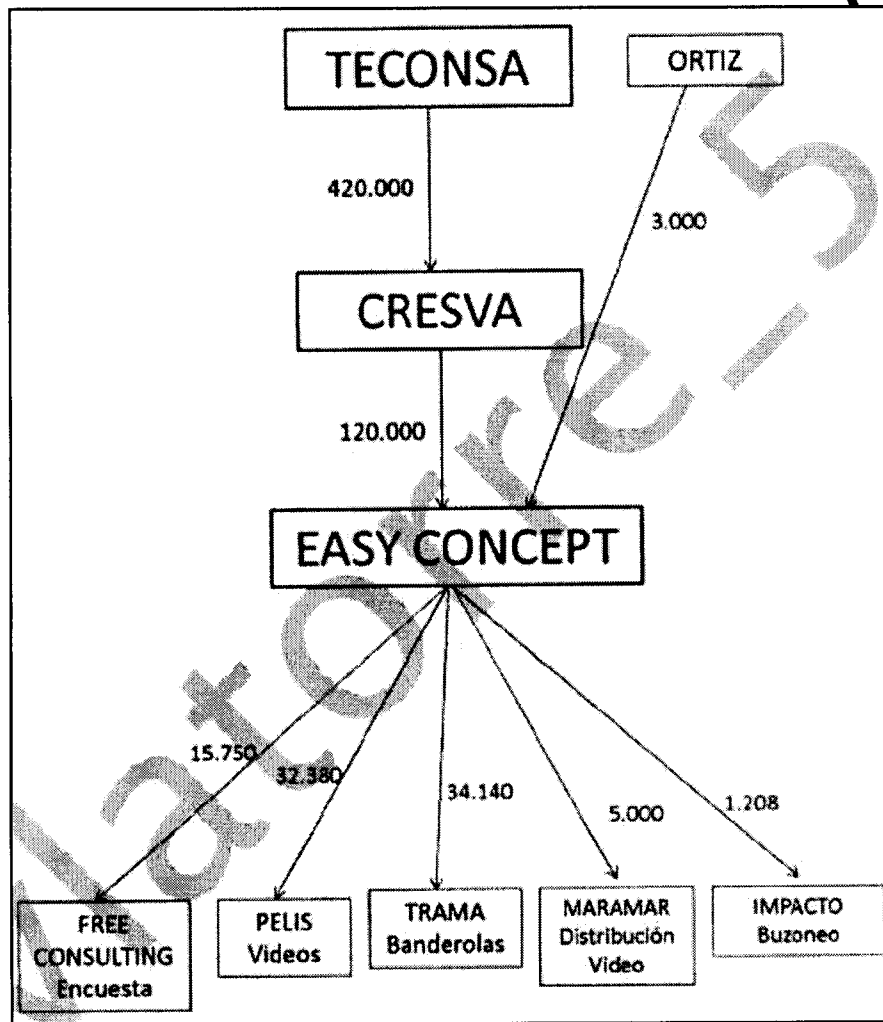 TECONSA
ORTIZ
420.000
3.000
CRESVA
120.000
EASY CONCEPT
15.750
32.380
34.140
5.000
1.208
FREE
CONSULTING
Encuesta
PELIS
Videos
TRAMA
Banderolas
MARAMAR
Distribución
Video
IMPACTO
Buzoneo